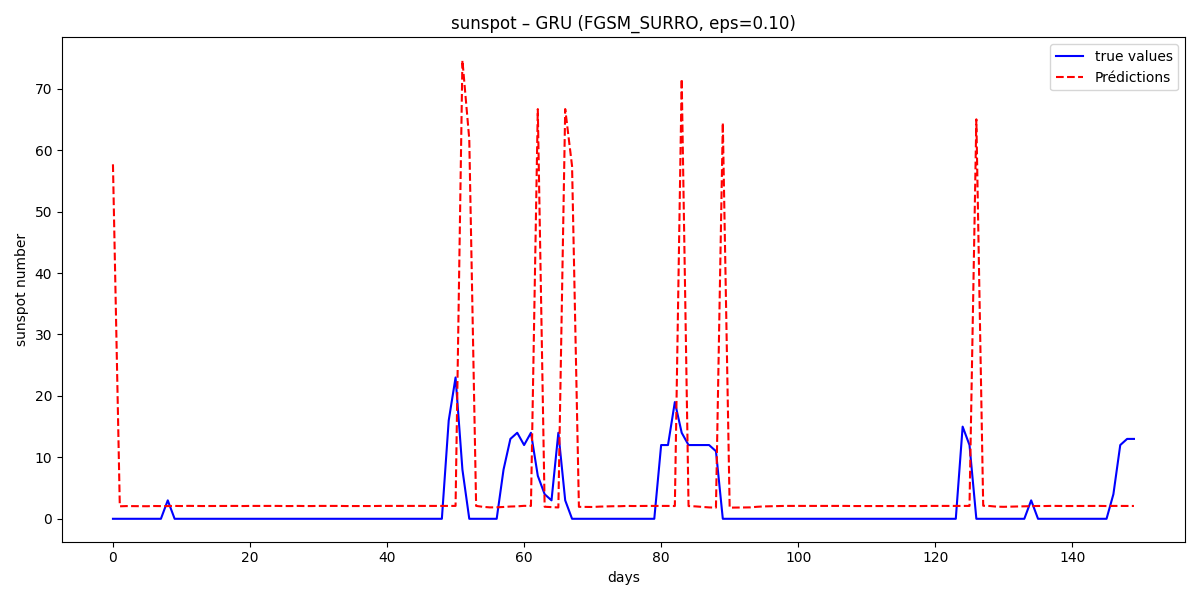 sunspot – GRU (FGSM_SURRO, eps=0.10)
true values
Prédictions
sunspot number
70
60
50
40
30
20
10
0
0 20 40 60 80 100 120 140
days